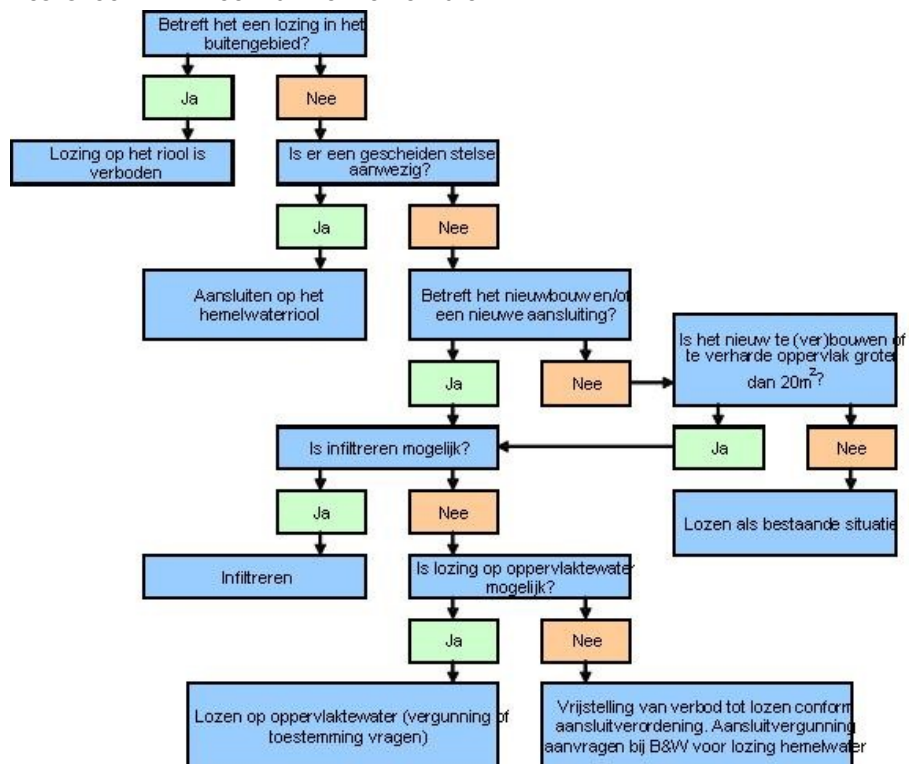 Betreft het een lozing in het
buitengebied?
Ja
Nee
Lozing op het riool is
verboden
Is er een gescheiden stelse
aanwezig?
Ja
Nee
Aansluiten op het
hemelwaterriool
Betreft het nieuwbouw en/of
een nieuwe aansluiting?
Is het nieuw te (ver)bouwen of
te verharde oppervlak groter
dan 20m²?
Ja
Nee
Ja
Nee
Is infiltreren mogelijk?
Ja
Nee
Lozen als bestaande situatie
Infiltreren
Is lozing op oppervlaktewater
mogelijk?
Ja
Nee
Lozen op oppervlaktewater (vergunning of
toestemming vragen)
Vrijstelling van verbod tot lozen conform
aansluitverordening. Aansluitvergunning
aanvragen bij B&W voor lozing hemelwater